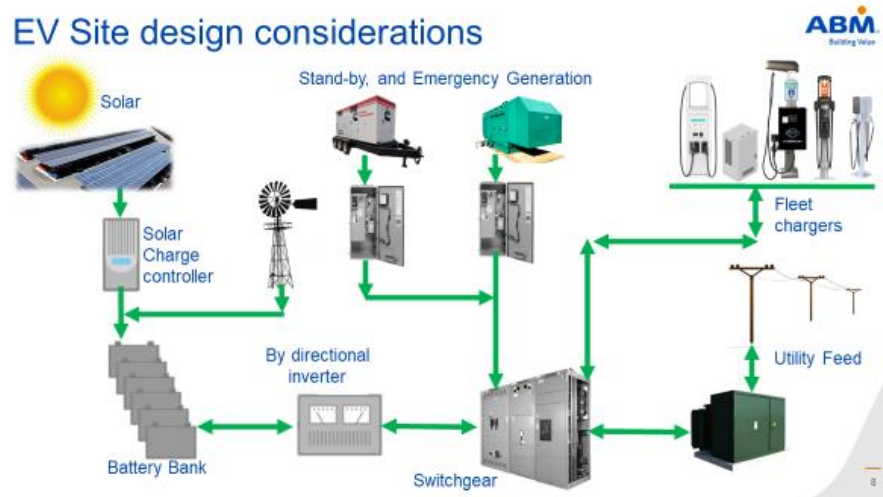 EV Site design considerations
ABM
Building Value
Stand-by, and Emergency Generation
Solar
Solar
Charge
controller
Fleet
chargers
By directional
inverter
Utility Feed
Battery Bank
Switchgear
8